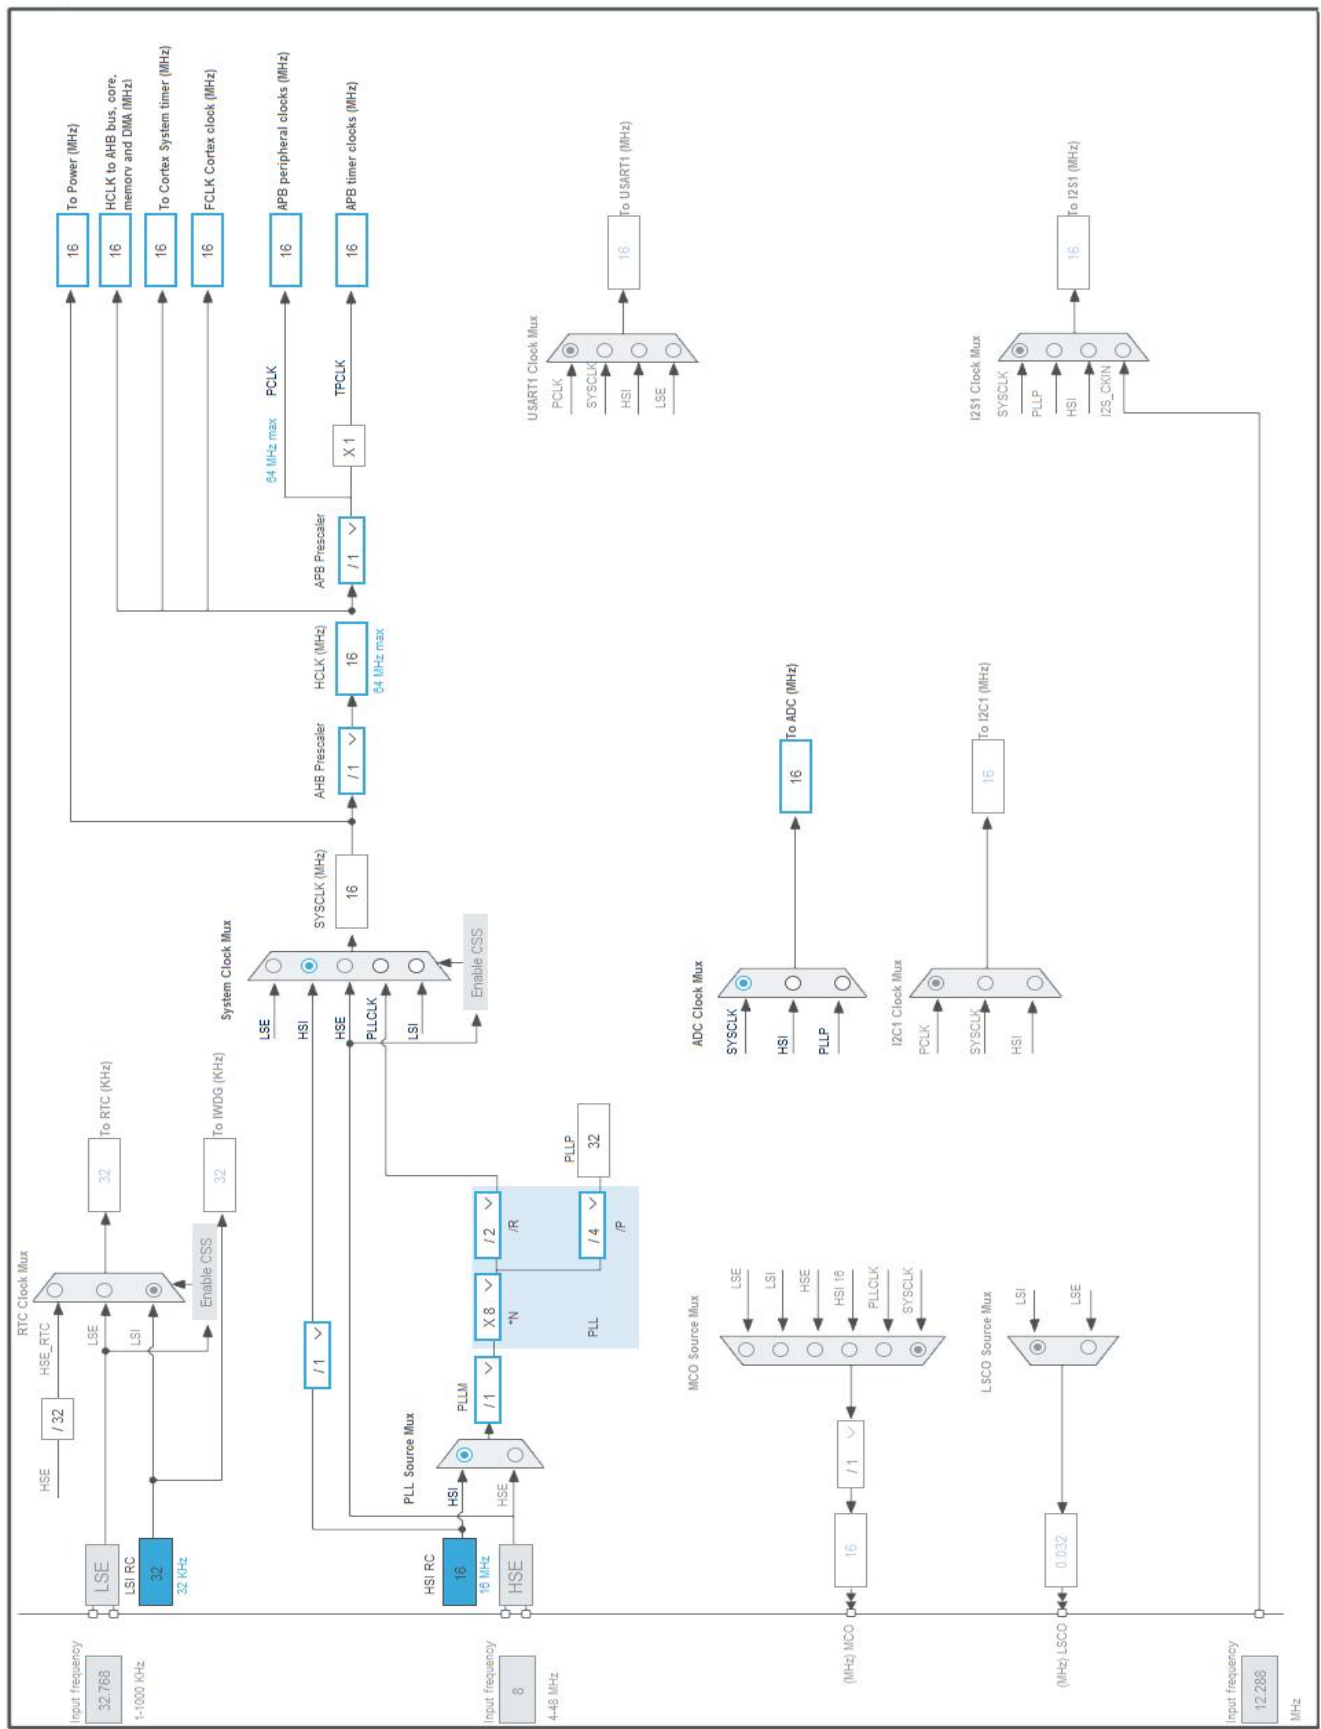 RTC Clock Mux
HSE
/ 32
HSE_RTC
32
To RTC (KHz)
Input frequency
32.768
1-1000 KHz
LSE
LSE
LSI RC
32
32 KHz
LSI
Enable CSS
32
To IWDG (KHz)
System Clock Mux
LSE
/ 1
HSI
HSE
PLLCLK
LSI
Enable CSS
SYSCLK (MHz)
16
AHB Prescaler
/ 1
HCLK (MHz)
16
64 MHz max
APB Prescaler
/ 1
X 1
64 MHz max
PCLK
TPCLK
16
To Power (MHz)
16
HCLK to AHB bus, core,
memory and DMA (MHz)
16
To Cortex System timer (MHz)
16
FCLK Cortex clock (MHz)
16
APB peripheral clocks (MHz)
16
APB timer clocks (MHz)
PLL Source Mux
HSI RC
16
16 MHz
HSI
Input frequency
8
4-48 MHz
HSE
HSE
PLLM
/ 1
X 8
*N
/ 2
/R
/ 4
/P
PLL
PLLP
32
USART1 Clock Mux
PCLK
SYSCLK
HSI
LSE
16
To USART1 (MHz)
MCO Source Mux
(MHz) MCO
16
/ 1
LSE
LSI
HSE
HSI 16
PLLCLK
SYSCLK
ADC Clock Mux
SYSCLK
HSI
PLLP
16
To ADC (MHz)
I2C1 Clock Mux
PCLK
SYSCLK
HSI
16
To I2C1 (MHz)
LSCO Source Mux
(MHz) LSCO
0.032
LSI
LSE
I2S1 Clock Mux
SYSCLK
PLLP
HSI
I2S_CKIN
16
To I2S1 (MHz)
Input frequency
12.288
MHz